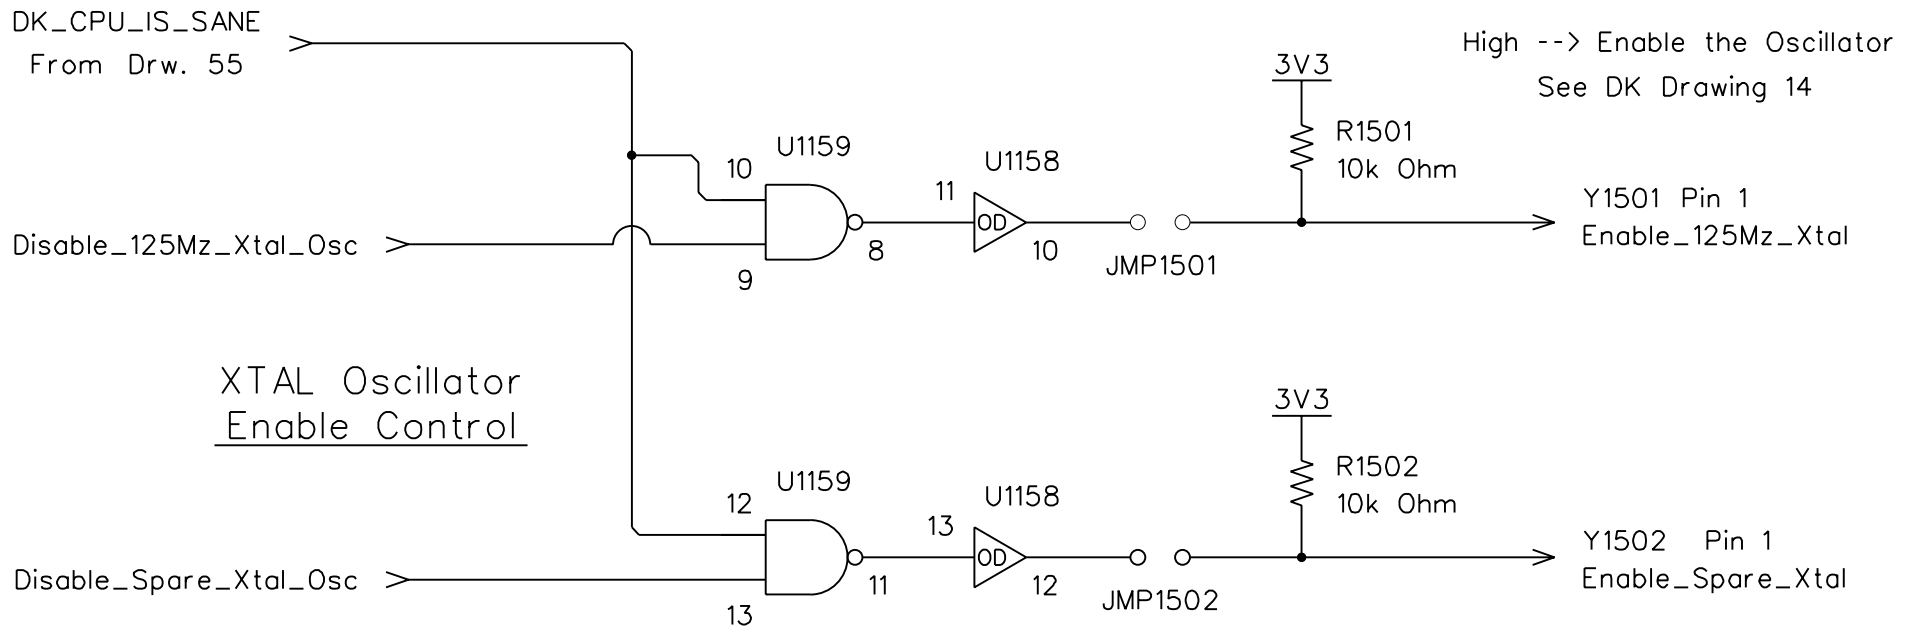 DK_CPU_IS_SANE
From Drw. 55
High --> Enable the Oscillator
See DK Drawing 14
3V3
R1501
10k Ohm
U1159
10
9
8
U1158
11
OD
10
JMP1501
Y1501 Pin 1
Enable_125Mz_Xtal
Disable_125Mz_Xtal_Osc
XTAL Oscillator
Enable Control
3V3
R1502
10k Ohm
U1159
12
13
11
U1158
13
OD
12
JMP1502
Y1502 Pin 1
Enable_Spare_Xtal
Disable_Spare_Xtal_Osc